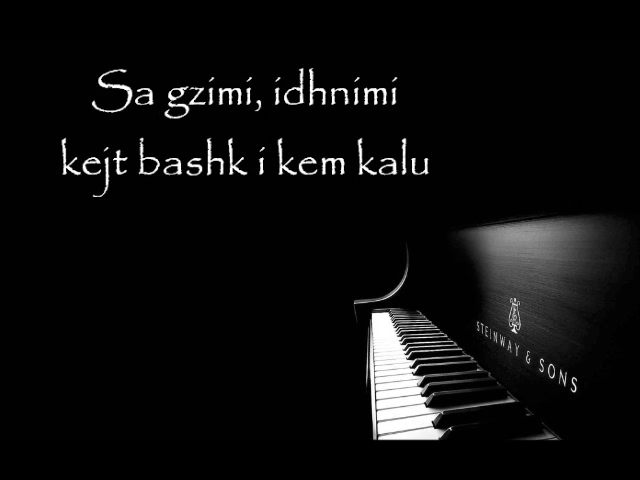 Sa gzimi, idhnimi
kejt bashk i kem kalu
STEINWAY & SONS